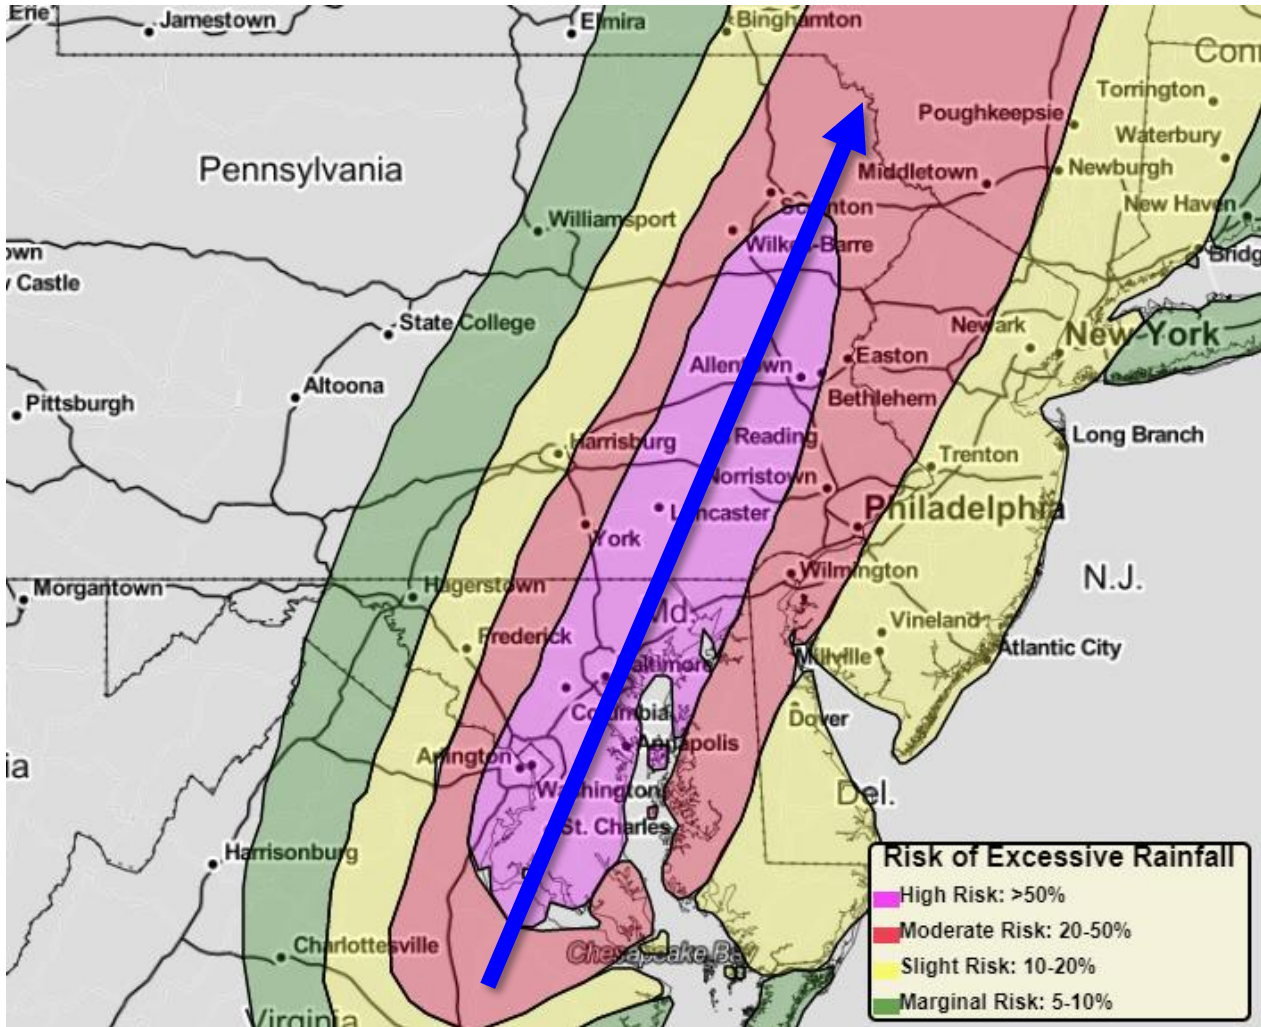 Erie
Jamestown
Elmira
Binghamton
Conn
Torrington
Poughkeepsie
Waterbury
Pennsylvania
Middletown
Newburgh
Scranton
New Haven
Williamsport
Wilkes-Barre
own
Bridg
Castle
State College
Newark
New York
Allentown
Easton
Altoona
Pittsburgh
Bethlehem
Harrisburg
Reading
Long Branch
Trenton
Norristown
Lancaster
Philadelphia
York
Wilmington
N.J.
Morgantown
Hagerstown
Md.
Vineland
Frederick
Atlantic City
Millville
Baltimore
Columbia
Dover
Annapolis
Arlington
ia
Washington
Del.
St. Charles
Harrisonburg
Charlottesville
Chesapeake Bay
Virginia
Risk of Excessive Rainfall
High Risk: >50%
Moderate Risk: 20-50%
Slight Risk: 10-20%
Marginal Risk: 5-10%